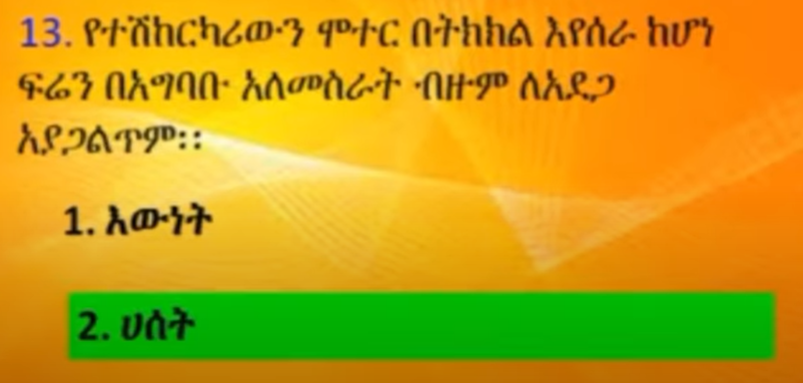 13. የተሽከርካሪውን ሞተር በትክክል እየሰራ ከሆነ
ፍሬን በአግባቡ አለመስራት ብዙም ለአደጋ
አያጋልጥም፡፡
1. እውነት
2. ሀሰት